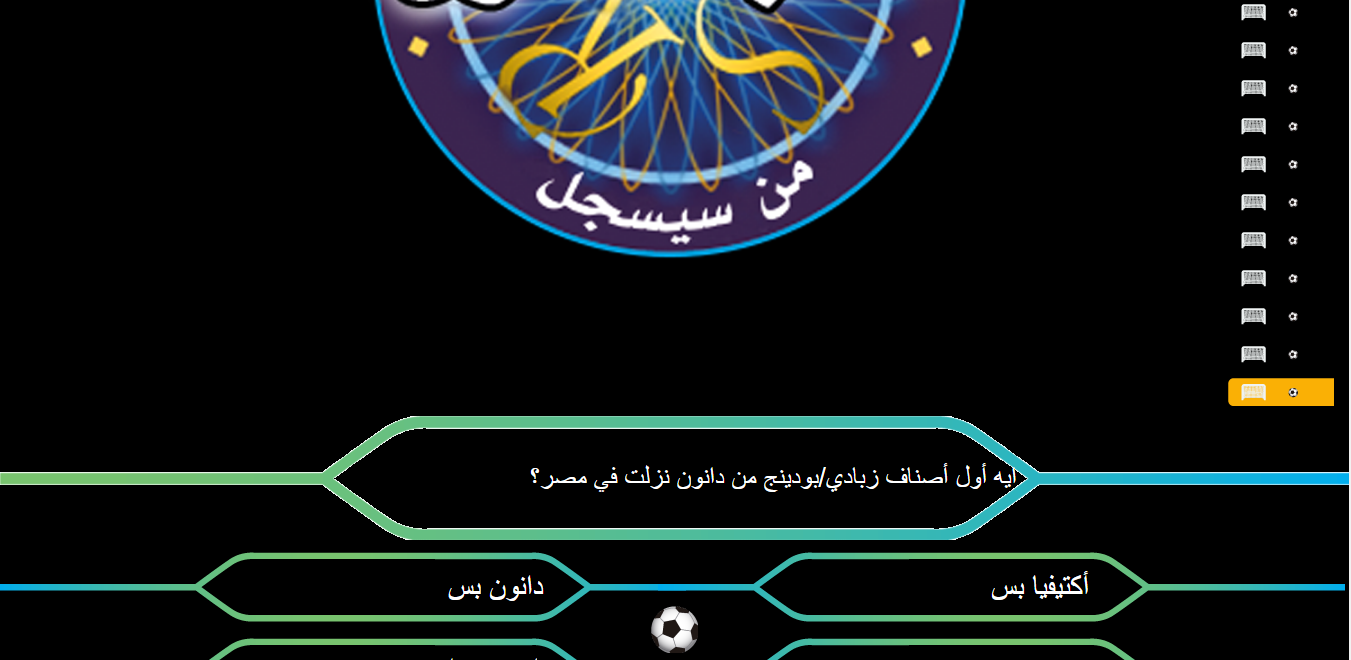 من سيسجل
ايه أول أصناف زبادي/بودينج من دانون نزلت في مصر؟
أكتيفيا بس
دانون بس